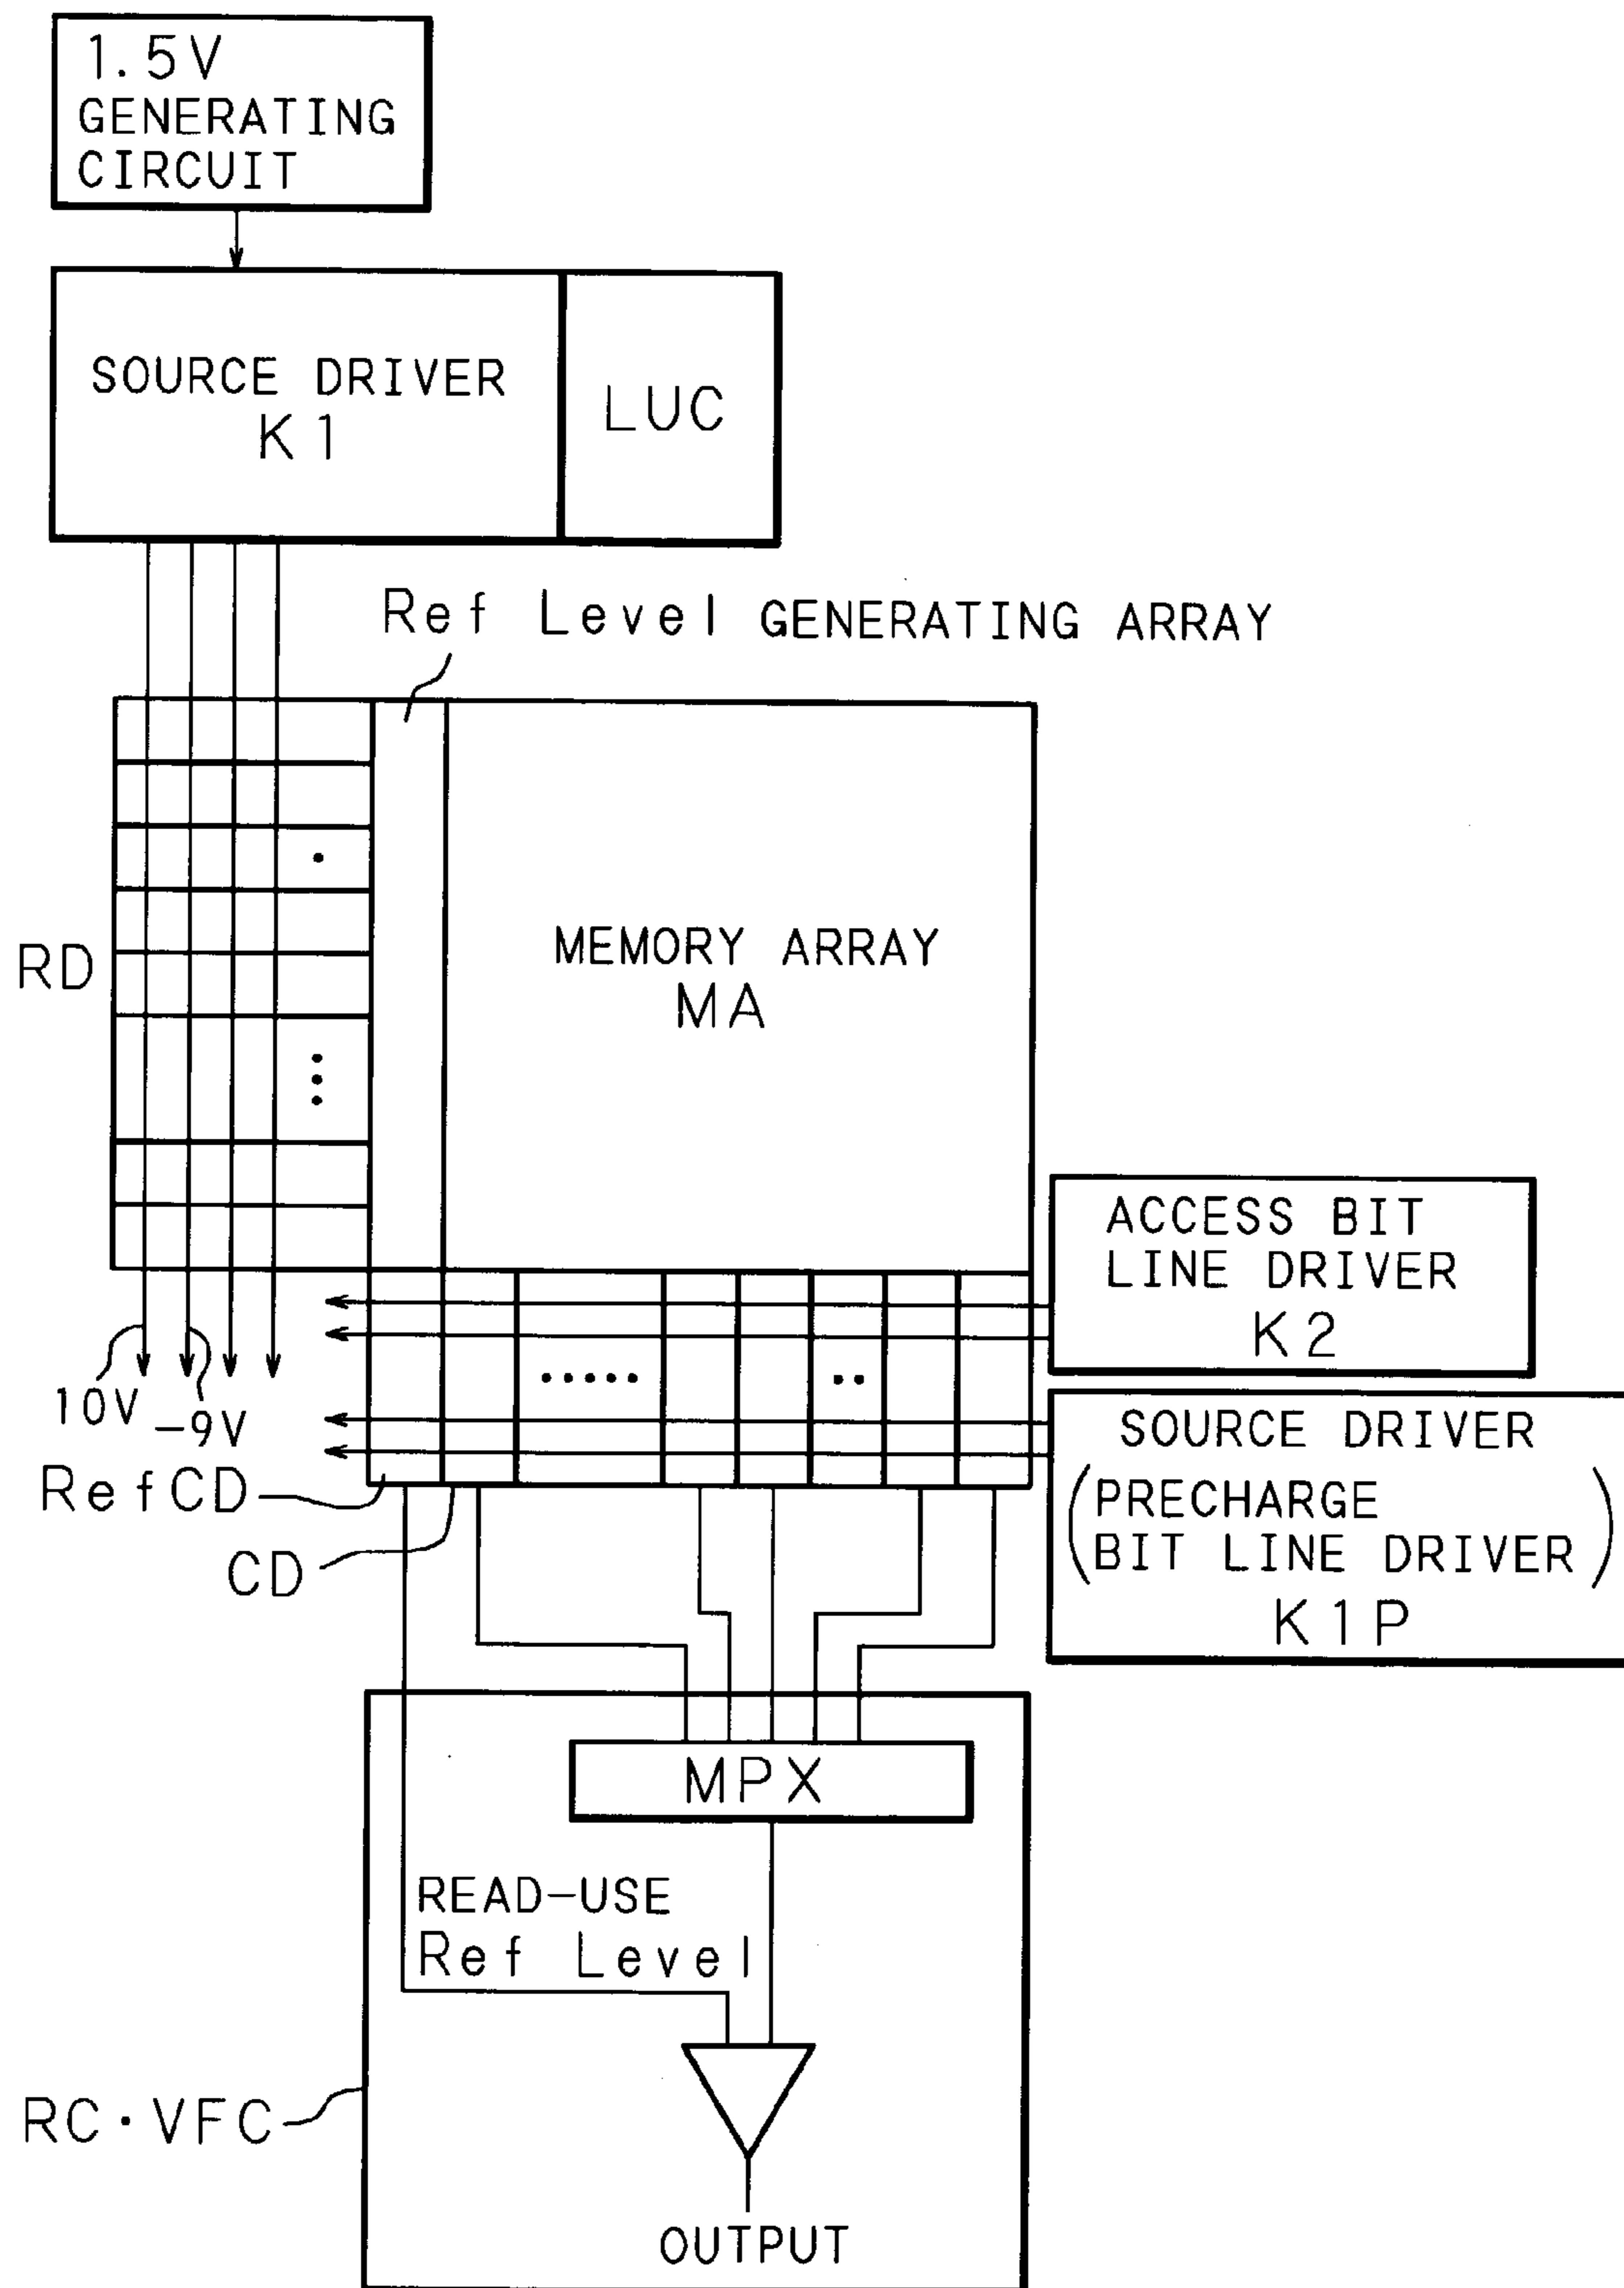 1.5V
GENERATING
CIRCUIT
SOURCE DRIVER
K1
LUC
Ref Level GENERATING ARRAY
RD
MEMORY ARRAY
MA
ACCESS BIT
LINE DRIVER
K2
10V
-9V
SOURCE DRIVER
(PRECHARGE
BIT LINE DRIVER)
K1P
RefCD
CD
MPX
READ-USE
Ref Level
RC·VFC
OUTPUT